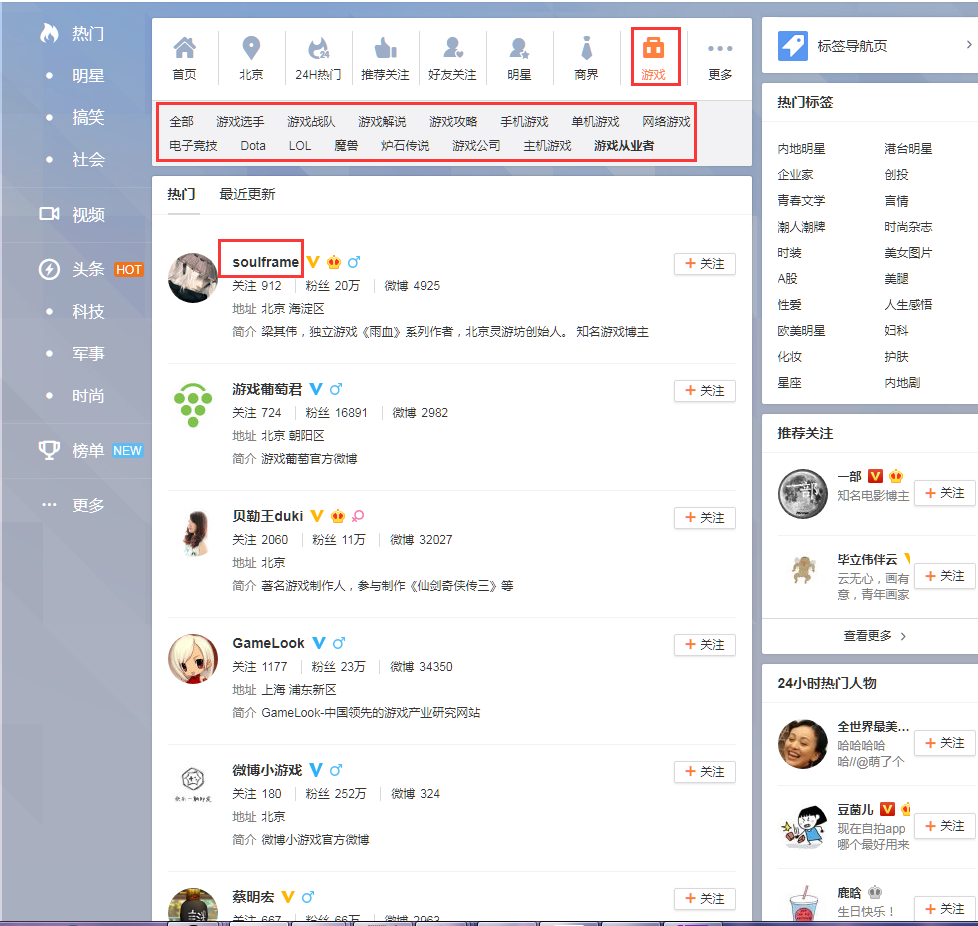 热门
明星
搞笑
社会
视频
头条 HOT
科技
军事
时尚
榜单 NEW
更多
首页 北京 24H热门 推荐关注 好友关注 明星 商界 游戏 更多
全部 游戏选手 游戏战队 游戏解说 游戏攻略 手机游戏 单机游戏 网络游戏
电子竞技 Dota LOL 魔兽 炉石传说 游戏公司 主机游戏 游戏从业者
热门 最近更新
soulframe
+ 关注
关注 912 粉丝 20万 微博 4925
地址 北京 海淀区
简介 梁其伟，独立游戏《雨血》系列作者，北京灵游坊创始人。 知名游戏博主
游戏葡萄君
+ 关注
关注 724 粉丝 16891 微博 2982
地址 北京 朝阳区
简介 游戏葡萄官方微博
贝勒王duki
+ 关注
关注 2060 粉丝 11万 微博 32027
地址 北京
简介 著名游戏制作人，参与制作《仙剑奇侠传三》等
GameLook
+ 关注
关注 1177 粉丝 23万 微博 34350
地址 上海 浦东新区
简介 GameLook-中国领先的游戏产业研究网站
微博小游戏
+ 关注
关注 180 粉丝 252万 微博 324
地址 北京
简介 微博小游戏官方微博
蔡明宏
+ 关注
关注 667 粉丝 66万 微博 2963
标签导航页
热门标签
内地明星 港台明星
企业家 创投
青春文学 言情
潮人潮牌 时尚杂志
时装 美女图片
A股 美腿
性爱 人生感悟
欧美明星 妇科
化妆 护肤
星座 内地剧
推荐关注
一部
知名电影博主
+ 关注
毕立伟伴云
云无心，画有
意，青年画家
+ 关注
查看更多
24小时热门人物
全世界最美...
哈哈哈哈
哈//@萌了个
+ 关注
豆菌儿
现在自拍app
哪个最好用来
+ 关注
鹿晗
生日快乐！
+ 关注